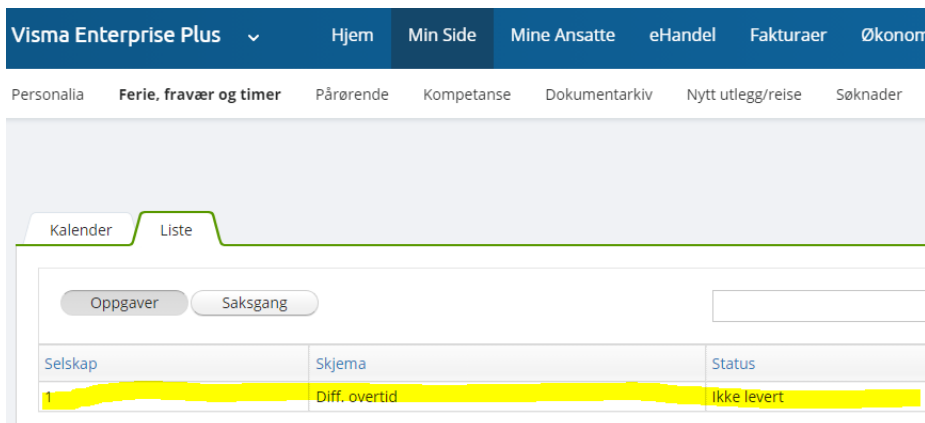 Visma Enterprise Plus Hjem Min Side Mine Ansatte eHandel Fakturaer Økonom
Personalia Ferie, fravær og timer Pårørende Kompetanse Dokumentarkiv Nytt utlegg/reise Søknader
Kalender Liste
Oppgaver Saksgang
Selskap Skjema Status
1 Diff. overtid Ikke levert